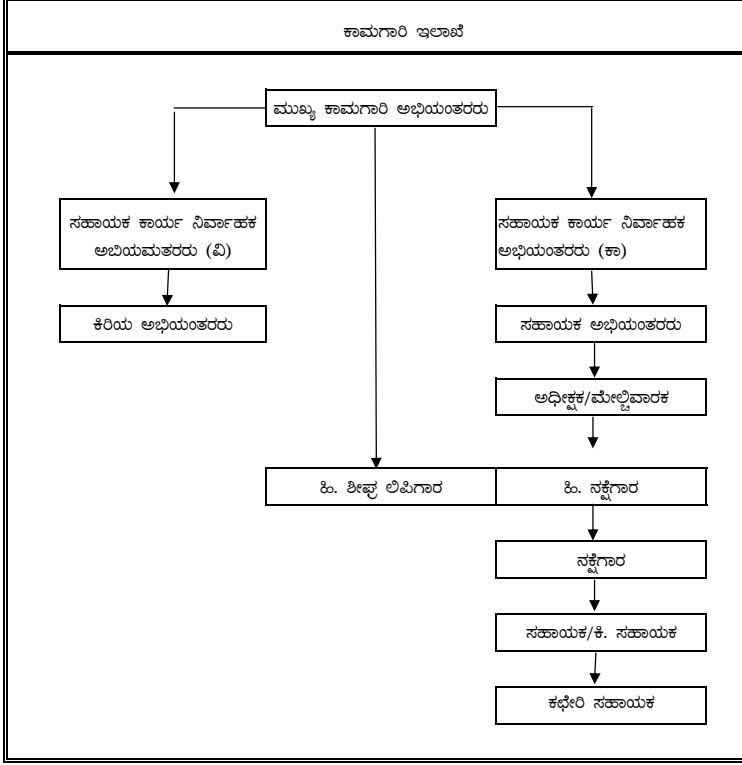 ಕಾಮಗಾರಿ ಇಲಾಖೆ
ಮುಖ್ಯ ಕಾಮಗಾರಿ ಅಭಿಯಂತರರು
ಸಹಾಯಕ ಕಾರ್ಯ ನಿರ್ವಾಹಕ
ಅಬಿಯಮತರರು (ವಿ)
ಸಹಾಯಕ ಕಾರ್ಯ ನಿರ್ವಾಹಕ
ಅಭಿಯಂತರರು (ಕಾ)
ಕಿರಿಯ ಅಭಿಯಂತರರು
ಸಹಾಯಕ ಅಭಿಯಂತರರು
ಅಧೀಕ್ಷಕ/ಮೇಲ್ಚಿವಾರಕ
ಹಿ. ಶೀಘ್ರ ಲಿಪಿಗಾರ
ಹಿ. ನಕ್ಷೆಗಾರ
ನಕ್ಷೆಗಾರ
ಸಹಾಯಕ/ಕಿ. ಸಹಾಯಕ
ಕಛೇರಿ ಸಹಾಯಕ